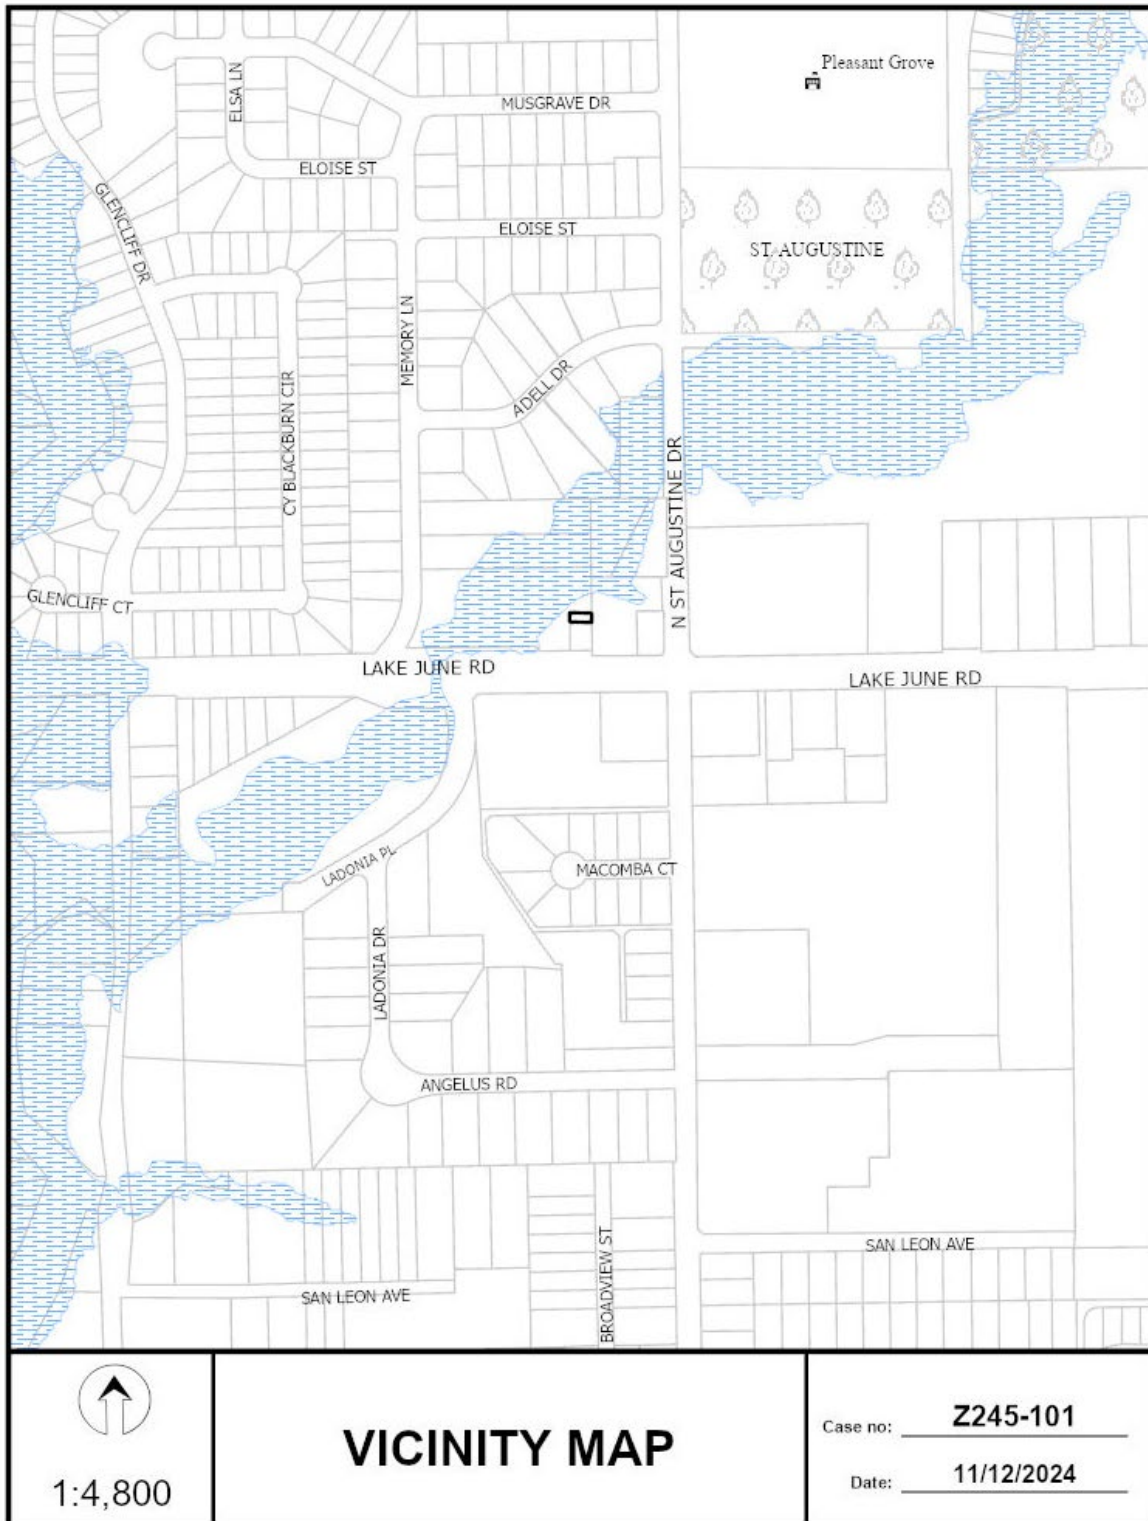 Pleasant Grove
MUSGRAVE DR
ELSA LN
ELOISE ST
GLENCLIFF DR
ELOISE ST
ST. AUGUSTINE
MEMORY LN
ADELL DR
CY BLACKBURN CIR
N ST AUGUSTINE DR
GLENCLIFF CT
LAKE JUNE RD
LAKE JUNE RD
LADONIA PL
MACOMBA CT
LADONIA DR
ANGELUS RD
BROADVIEW ST
SAN LEON AVE
SAN LEON AVE
1:4,800
VICINITY MAP
Case no: Z245-101
Date: 11/12/2024